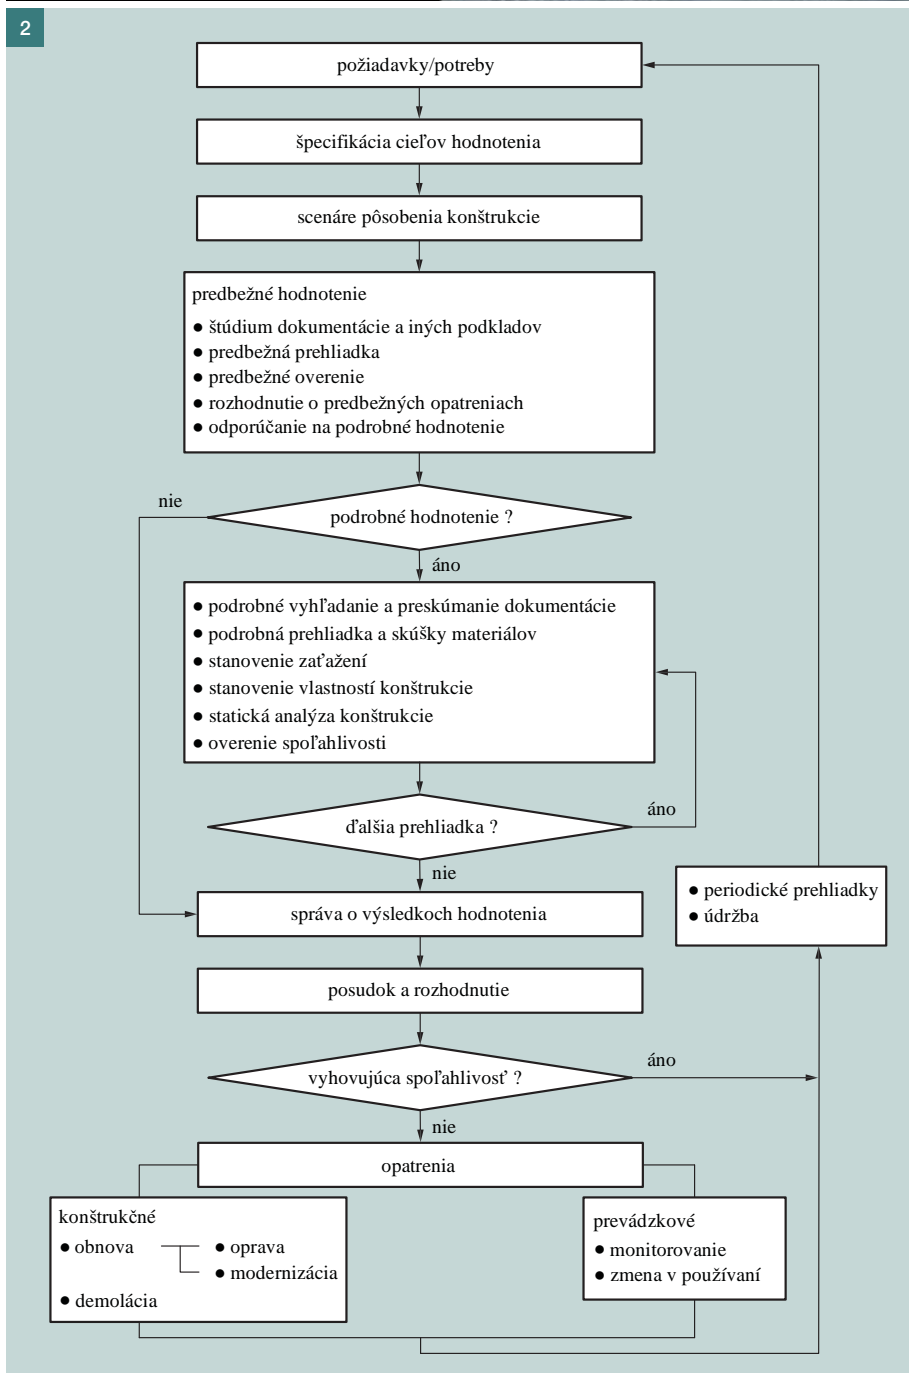 2
požiadavky/potreby
špecifikácia cieľov hodnotenia
scenáre pôsobenia konštrukcie
predbežné hodnotenie
● štúdium dokumentácie a iných podkladov
● predbežná prehliadka
● predbežné overenie
● rozhodnutie o predbežných opatreniach
● odporúčanie na podrobné hodnotenie
nie
podrobné hodnotenie ?
áno
● podrobné vyhľadanie a preskúmanie dokumentácie
● podrobná prehliadka a skúšky materiálov
● stanovenie zaťažení
● stanovenie vlastností konštrukcie
● statická analýza konštrukcie
● overenie spoľahlivosti
ďalšia prehliadka ?
áno
nie
správa o výsledkoch hodnotenia
● periodické prehliadky
● údržba
posudok a rozhodnutie
vyhovujúca spoľahlivosť ?
áno
nie
opatrenia
konštrukčné
● obnova
● oprava
● modernizácia
● demolácia
prevádzkové
● monitorovanie
● zmena v používaní